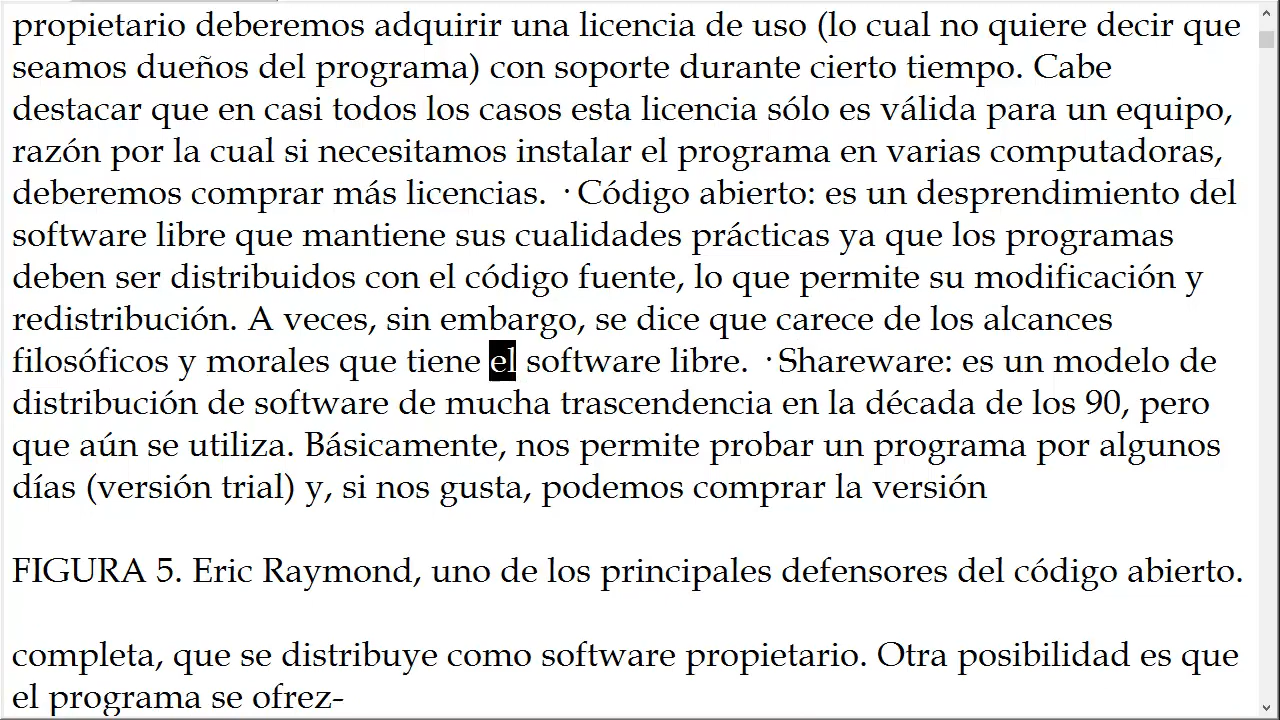 propietario deberemos adquirir una licencia de uso (lo cual no quiere decir que
seamos dueños del programa) con soporte durante cierto tiempo. Cabe
destacar que en casi todos los casos esta licencia sólo es válida para un equipo,
razón por la cual si necesitamos instalar el programa en varias computadoras,
deberemos comprar más licencias. · Código abierto: es un desprendimiento del
software libre que mantiene sus cualidades prácticas ya que los programas
deben ser distribuidos con el código fuente, lo que permite su modificación y
redistribución. A veces, sin embargo, se dice que carece de los alcances
filosóficos y morales que tiene el software libre. · Shareware: es un modelo de
distribución de software de mucha trascendencia en la década de los 90, pero
que aún se utiliza. Básicamente, nos permite probar un programa por algunos
días (versión trial) y, si nos gusta, podemos comprar la versión
FIGURA 5. Eric Raymond, uno de los principales defensores del código abierto.
completa, que se distribuye como software propietario. Otra posibilidad es que
el programa se ofrez-